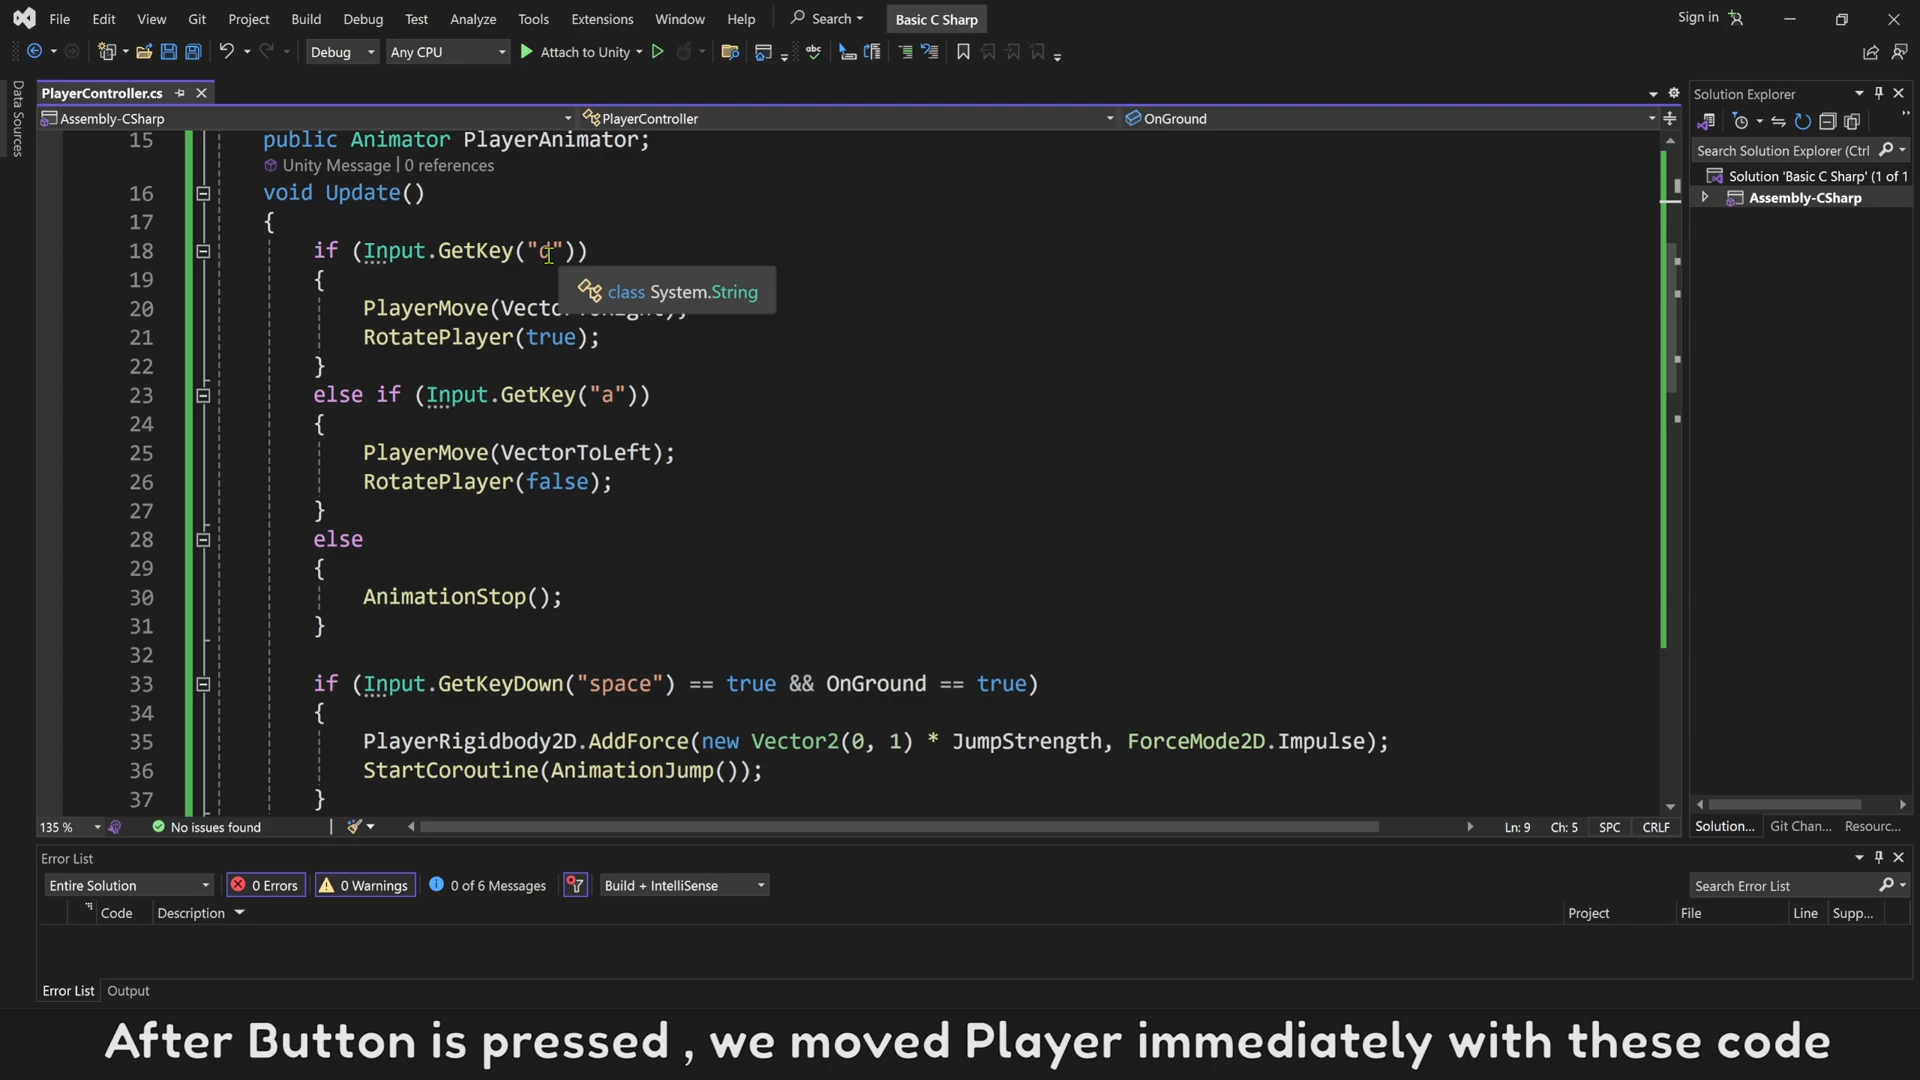 File Edit View Git Project Build Debug Test Analyze Tools Extensions Window Help Search Basic C Sharp Sign in
Debug Any CPU Attach to Unity
Data Sources
PlayerController.cs
Assembly-CSharp PlayerController OnGround
15 public Animator PlayerAnimator;
Unity Message | 0 references
16 void Update()
17 {
18 if (Input.GetKey("d"))
19 {
class System.String
20 PlayerMove(Vecto
21 RotatePlayer(true);
22 }
23 else if (Input.GetKey("a"))
24 {
25 PlayerMove(VectorToLeft);
26 RotatePlayer(false);
27 }
28 else
29 {
30 AnimationStop();
31 }
32
33 if (Input.GetKeyDown("space") == true && OnGround == true)
34 {
35 PlayerRigidbody2D.AddForce(new Vector2(0, 1) * JumpStrength, ForceMode2D.Impulse);
36 StartCoroutine(AnimationJump());
37 }
135 % No issues found Ln: 9 Ch: 5 SPC CRLF
Solution Explorer
Search Solution Explorer (Ctrl
Solution 'Basic C Sharp' (1 of 1
Assembly-CSharp
Solution... Git Chan... Resourc...
Error List
Entire Solution 0 Errors 0 Warnings 0 of 6 Messages Build + IntelliSense Search Error List
Code Description Project File Line Supp...
Error List Output
After Button is pressed , we moved Player immediately with these code